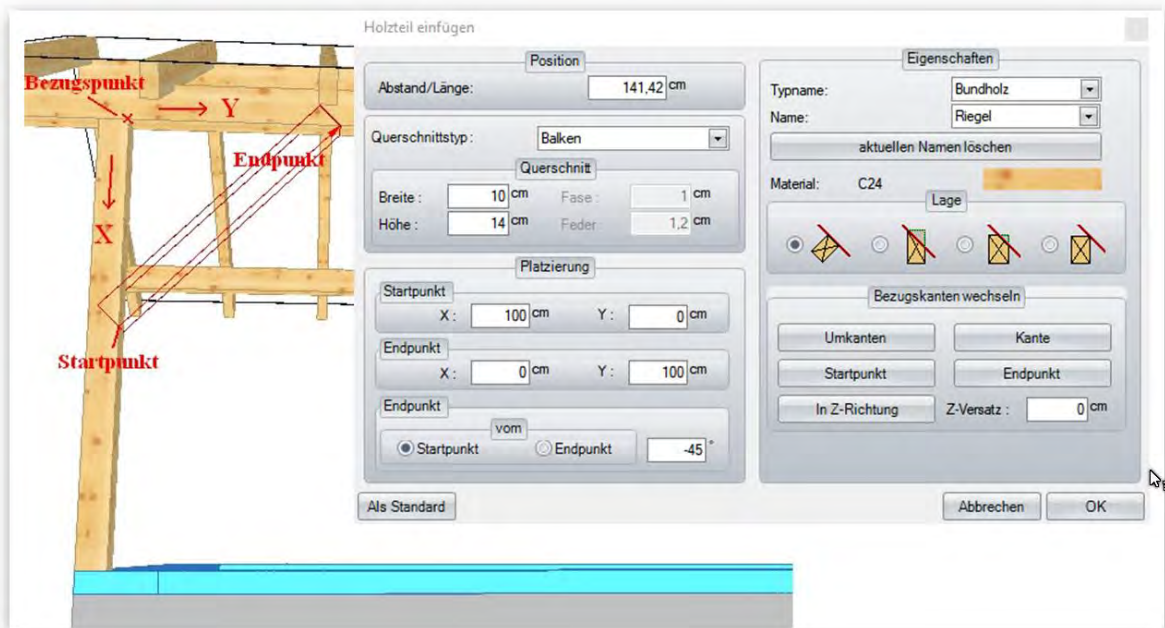 Bezugspunkt
Y
Endpunkt
X
Startpunkt
Holzteil einfügen
Position
Abstand/Länge: 141,42 cm
Querschnittstyp: Balken
Querschnitt
Breite : 10 cm Fase : 1 cm
Höhe : 14 cm Feder : 1,2 cm
Platzierung
Startpunkt
X : 100 cm Y : 0 cm
Endpunkt
X : 0 cm Y : 100 cm
Endpunkt
vom
Startpunkt Endpunkt -45 °
Als Standard
Eigenschaften
Typname: Bundholz
Name: Riegel
aktuellen Namen löschen
Material: C24
Lage
Bezugskanten wechseln
Umkanten Kante
Startpunkt Endpunkt
In Z-Richtung Z-Versatz : 0 cm
Abbrechen OK